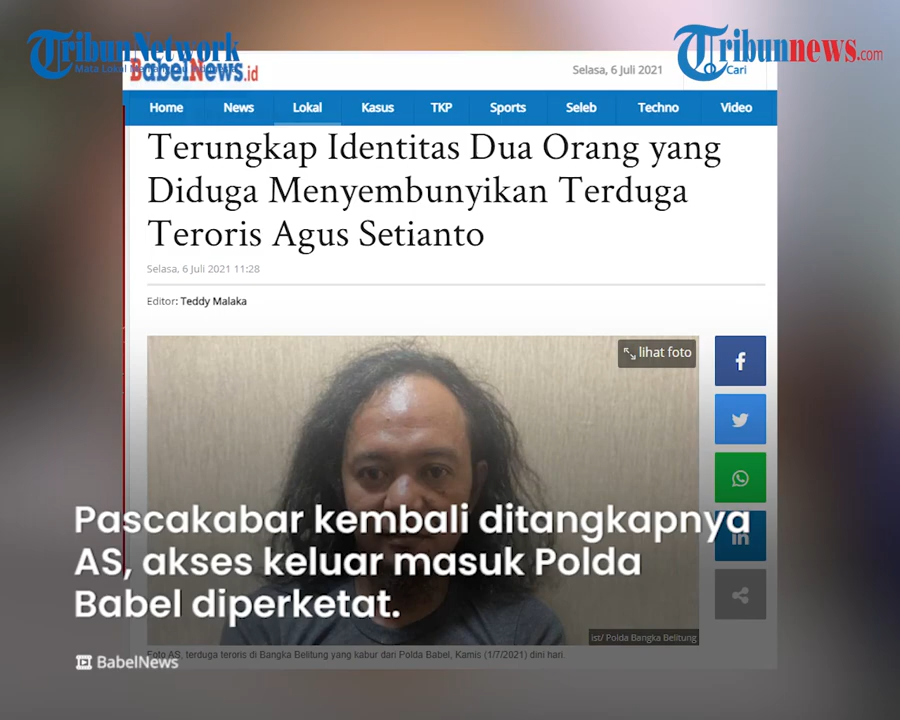 TribunNetwork
Mata Lokal
BabelNews.id
Selasa, 6 Juli 2021
Tribunnews.com
Cari
Home News Lokal Kasus TKP Sports Seleb Techno Video
Terungkap Identitas Dua Orang yang
Diduga Menyembunyikan Terduga
Teroris Agus Setianto
Selasa, 6 Juli 2021 11:28
Editor: Teddy Malaka
lihat foto
Pascakabar kembali ditangkapnya
AS, akses keluar masuk Polda
Babel diperketat.
ist/ Polda Bangka Belitung
Foto AS, terduga teroris di Bangka Belitung yang kabur dari Polda Babel, Kamis (1/7/2021) dini hari.
BabelNews